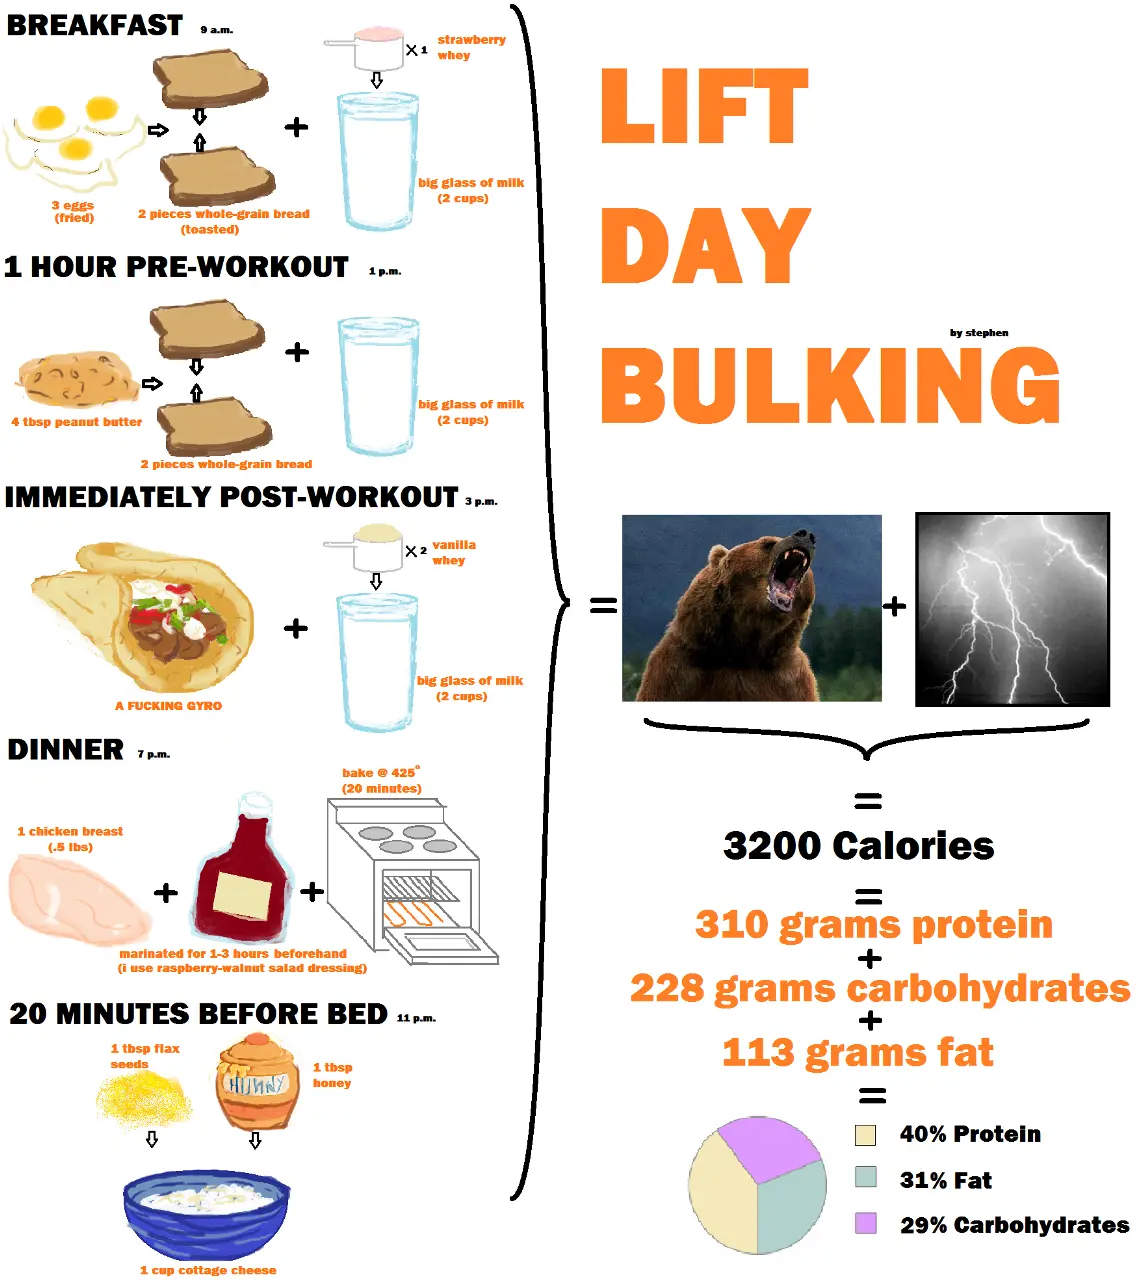 BREAKFAST 9 a.m.
× 1 strawberry
whey
3 eggs
(fried)
2 pieces whole-grain bread
(toasted)
big glass of milk
(2 cups)
1 HOUR PRE-WORKOUT 1 p.m.
4 tbsp peanut butter
2 pieces whole-grain bread
big glass of milk
(2 cups)
IMMEDIATELY POST-WORKOUT 3 p.m.
× 2 vanilla
whey
A FUCKING GYRO
big glass of milk
(2 cups)
DINNER 7 p.m.
1 chicken breast
(.5 lbs)
bake @ 425°
(20 minutes)
marinated for 1-3 hours beforehand
(i use raspberry-walnut salad dressing)
20 MINUTES BEFORE BED 11 p.m.
1 tbsp flax
seeds
HUNNY
1 tbsp
honey
1 cup cottage cheese
LIFT
DAY
by stephen
BULKING
=
+
=
3200 Calories
=
310 grams protein
+
228 grams carbohydrates
+
113 grams fat
=
40% Protein
31% Fat
29% Carbohydrates